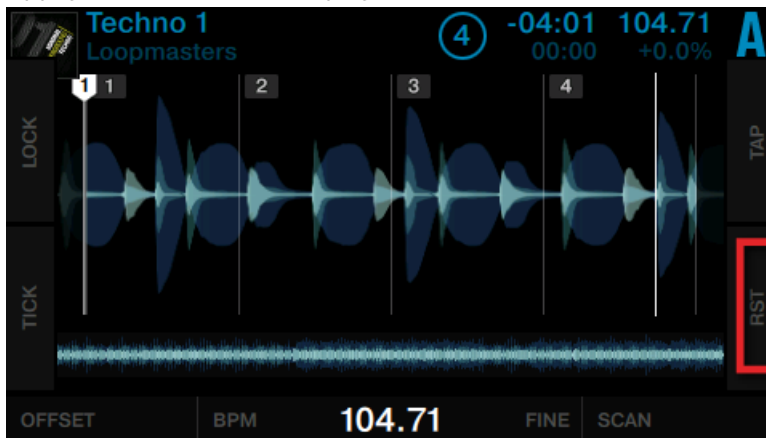 Techno 1
Loopmasters
4
-04:01 104.71
00:00 +0.0%
A
1 1 2 3 4
LOCK
TAP
TICK
RST
OFFSET BPM 104.71 FINE SCAN